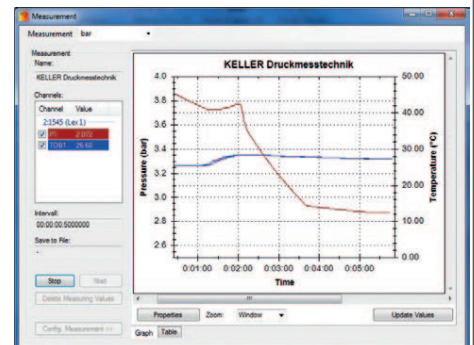 Measurement
Measurement bar
Measurement
Name:
KELLER Druckmesstechnik
Channels:
Channel Value
2:1545 (Lex1)
P1 2.872
TOB1 26.60
Intervall:
00:00:00.5000000
Save to File:
-
Stop Start
Delete Measuring Values
Config. Measurement >>
KELLER Druckmesstechnik
Pressure (bar)
4.0
3.8
3.6
3.4
3.2
3.0
2.8
2.6
Temperature (°C)
50.00
40.00
30.00
20.00
10.00
0.00
0:01:00 0:02:00 0:03:00 0:04:00 0:05:00
Time
Properties Zoom: Window Update Values
Graph Table